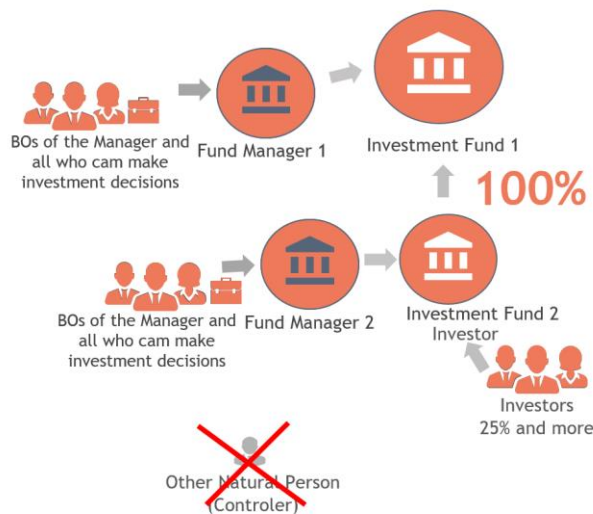 BOs of the Manager and
all who cam make
investment decisions
Fund Manager 1
Investment Fund 1
100%
BOs of the Manager and
all who cam make
investment decisions
Fund Manager 2
Investment Fund 2
Investor
Investors
25% and more
Other Natural Person
(Controler)